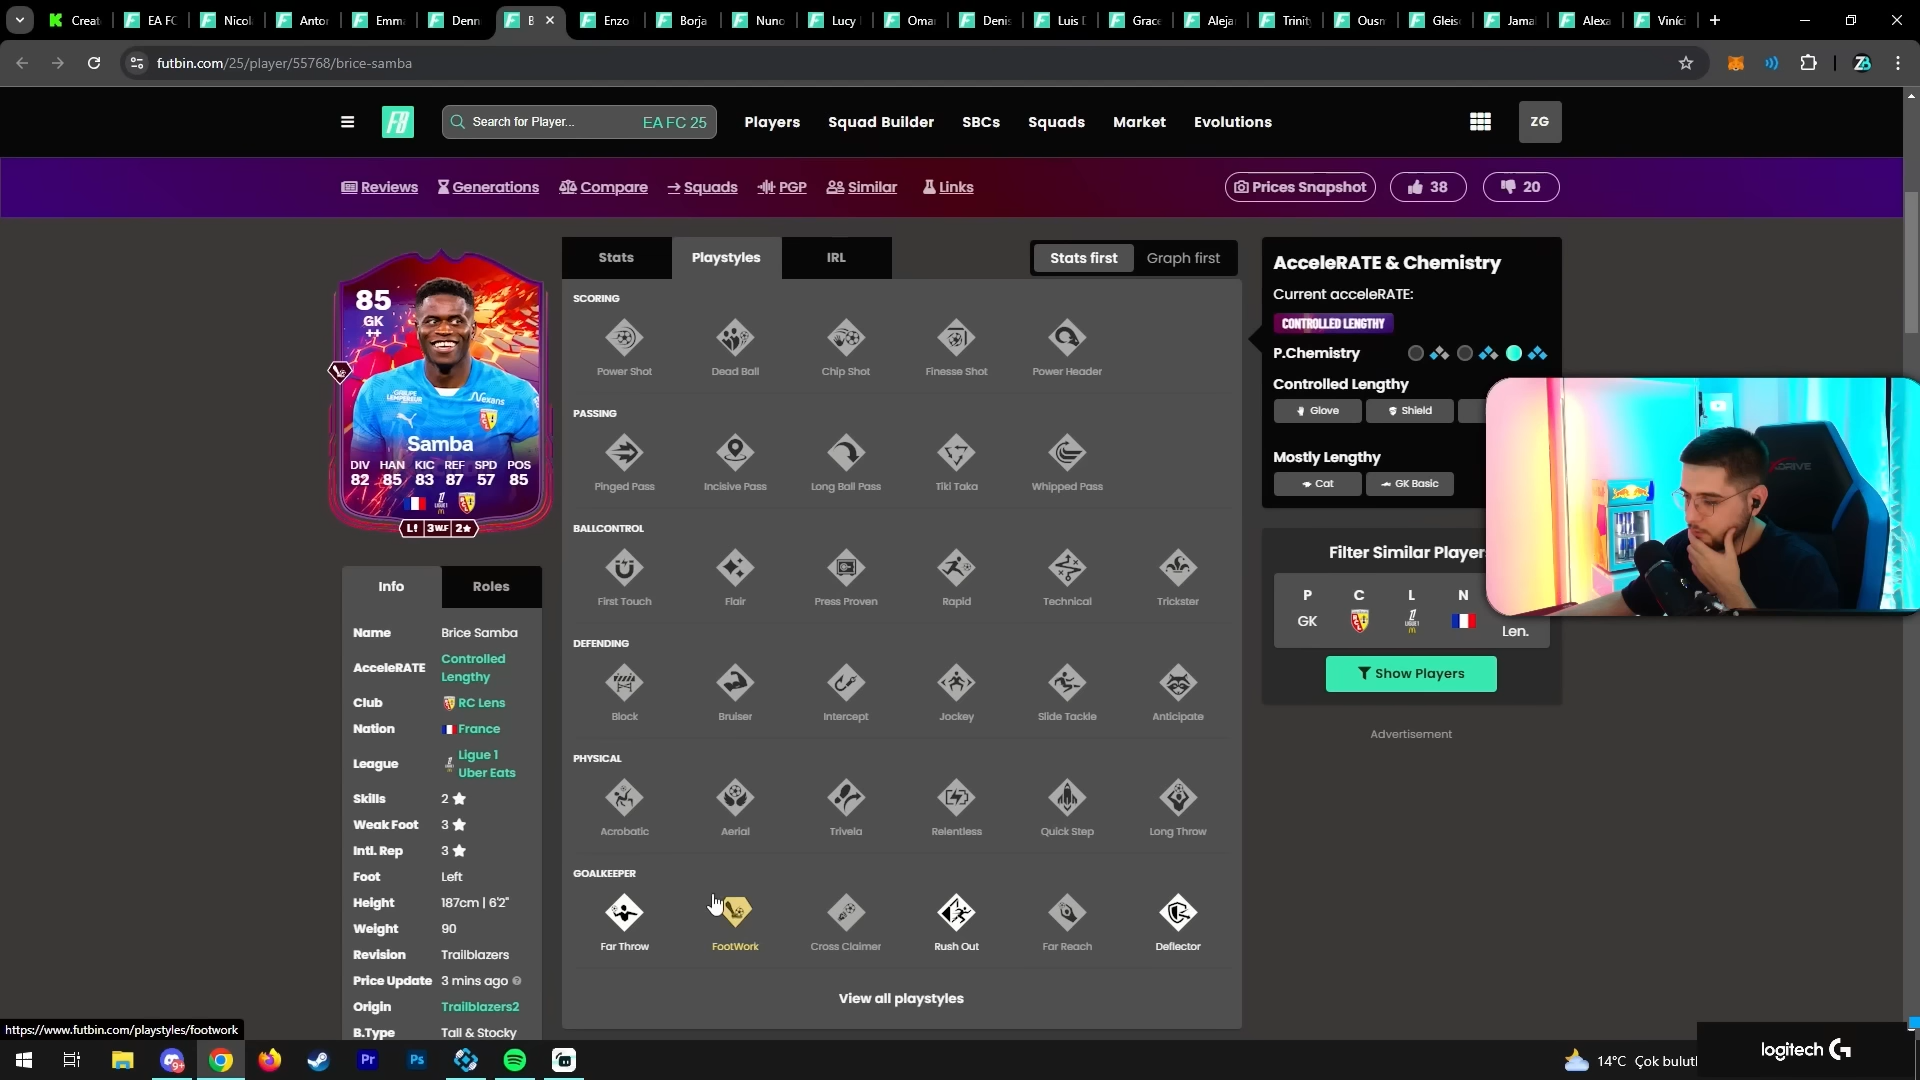 Creat
EA FC
Nicol
Anton
Emma
Denn
B
Enzo
Borja
Nuno
Lucy
Omar
Denis
Luis D
Grace
Aleja
Trinit
Ousm
Gleis
Jama
Alexa
Viníci
futbin.com/25/player/55768/brice-samba
Search for Player... EA FC 25
Players Squad Builder SBCs Squads Market Evolutions
ZG
Reviews Generations Compare Squads PGP Similar Links
Prices Snapshot 38 20
85
GK
++
Samba
DIV HAN KIC REF SPD POS
82 85 83 87 57 85
3 W.F 2★
Stats Playstyles IRL
Stats first Graph first
SCORING
Power Shot Dead Ball Chip Shot Finesse Shot Power Header
PASSING
Pinged Pass Incisive Pass Long Ball Pass Tiki Taka Whipped Pass
BALLCONTROL
First Touch Flair Press Proven Rapid Technical Trickster
DEFENDING
Block Bruiser Intercept Jockey Slide Tackle Anticipate
PHYSICAL
Acrobatic Aerial Trivela Relentless Quick Step Long Throw
GOALKEEPER
Far Throw FootWork Cross Claimer Rush Out Far Reach Deflector
View all playstyles
AcceleRATE & Chemistry
Current acceleRATE:
CONTROLLED LENGTHY
P.Chemistry
Controlled Lengthy
Glove Shield
Mostly Lengthy
Cat GK Basic
Filter Similar Player
P C L N
GK
Len.
Show Players
Advertisement
Info Roles
Name Brice Samba
AcceleRATE Controlled Lengthy
Club RC Lens
Nation France
League Ligue 1 Uber Eats
Skills 2 ★
Weak Foot 3 ★
Intl. Rep 3 ★
Foot Left
Height 187cm | 6'2"
Weight 90
Revision Trailblazers
Price Update 3 mins ago
Origin Trailblazers2
B.Type Tall & Stocky
https://www.futbin.com/playstyles/footwork
14°C Çok bulutl
logitech G